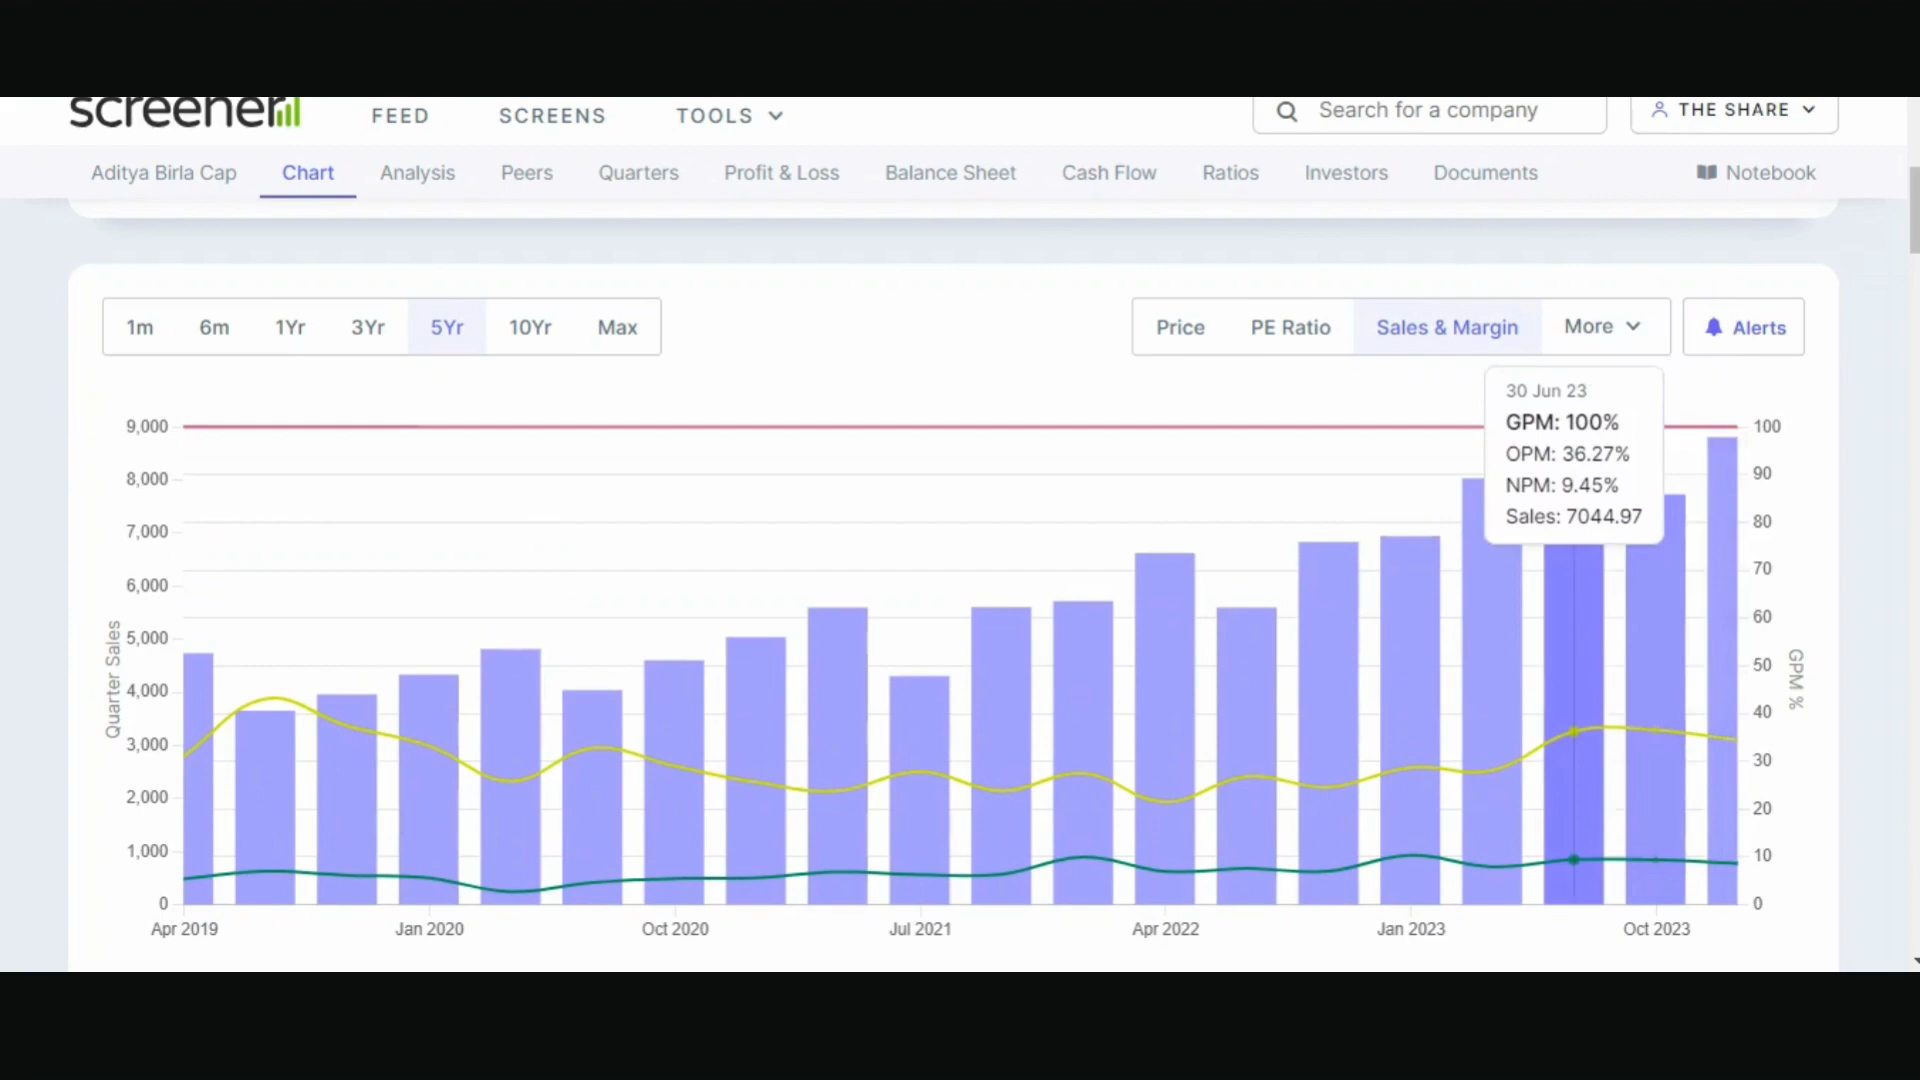 screener
FEED
SCREENS
TOOLS
Search for a company
THE SHARE
Aditya Birla Cap
Chart
Analysis
Peers
Quarters
Profit & Loss
Balance Sheet
Cash Flow
Ratios
Investors
Documents
Notebook
1m
6m
1Yr
3Yr
5Yr
10Yr
Max
Price
PE Ratio
Sales & Margin
More
Alerts
30 Jun 23
GPM: 100%
OPM: 36.27%
NPM: 9.45%
Sales: 7044.97
Quarter Sales
9,000
8,000
7,000
6,000
5,000
4,000
3,000
2,000
1,000
0
100
90
80
70
60
50
40
30
20
10
0
GPM %
Apr 2019
Jan 2020
Oct 2020
Jul 2021
Apr 2022
Jan 2023
Oct 2023